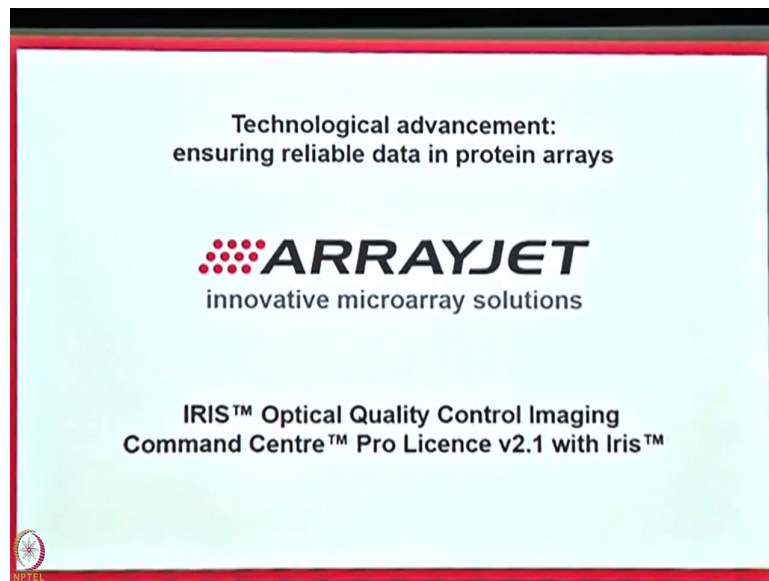 Technological advancement:
ensuring reliable data in protein arrays
ARRAYJET
innovative microarray solutions
IRIS™ Optical Quality Control Imaging
Command Centre™ Pro Licence v2.1 with Iris™
NPTEL